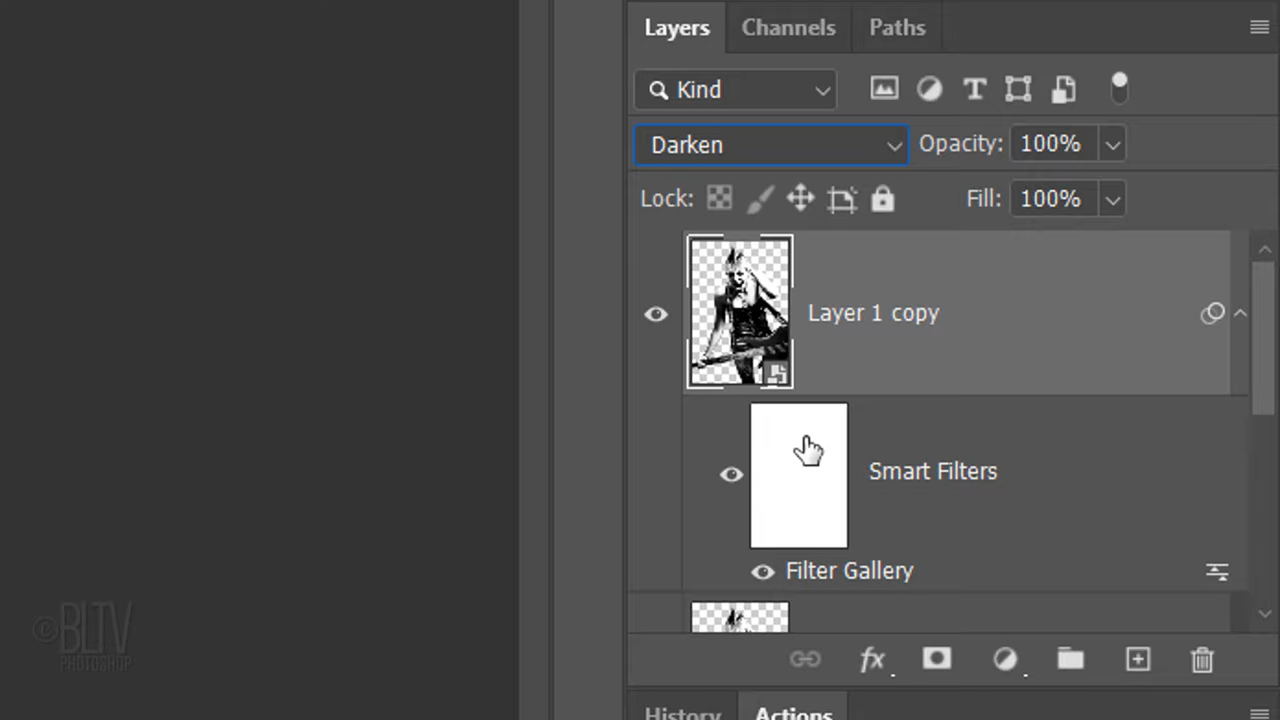 Layers Channels Paths
Kind
Darken Opacity: 100%
Lock: Fill: 100%
Layer 1 copy
Smart Filters
Filter Gallery
fx
History Actions
©BLTV
PHOTOSHOP